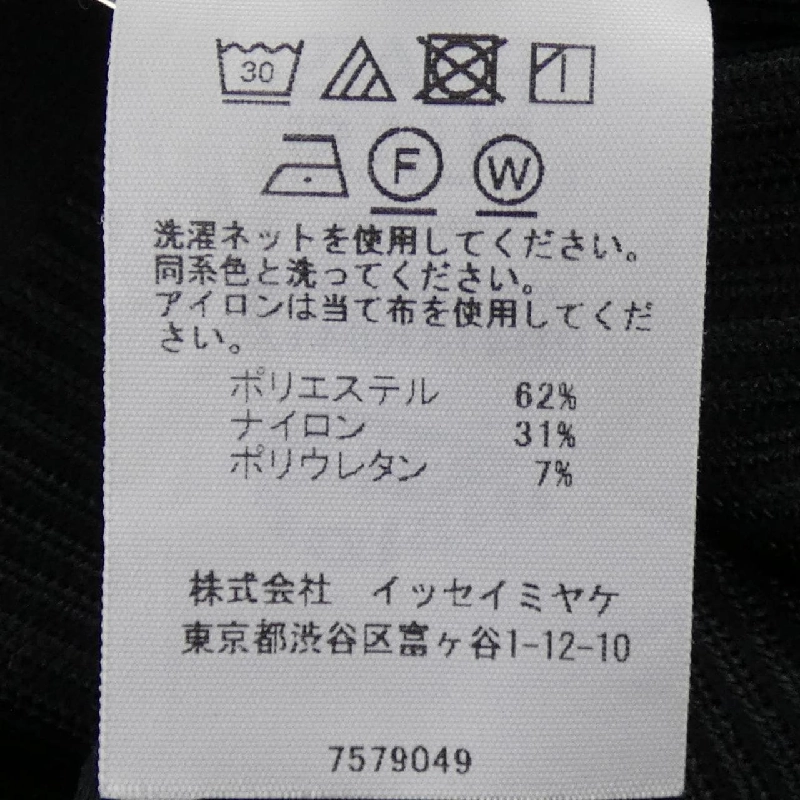 30
F W
洗濯ネットを使用してください。
同系色と洗ってください。
アイロンは当て布を使用してくだ
さい。
ポリエステル 62%
ナイロン 31%
ポリウレタン 7%
株式会社 イッセイミヤケ
東京都渋谷区富ヶ谷1-12-10
7579049